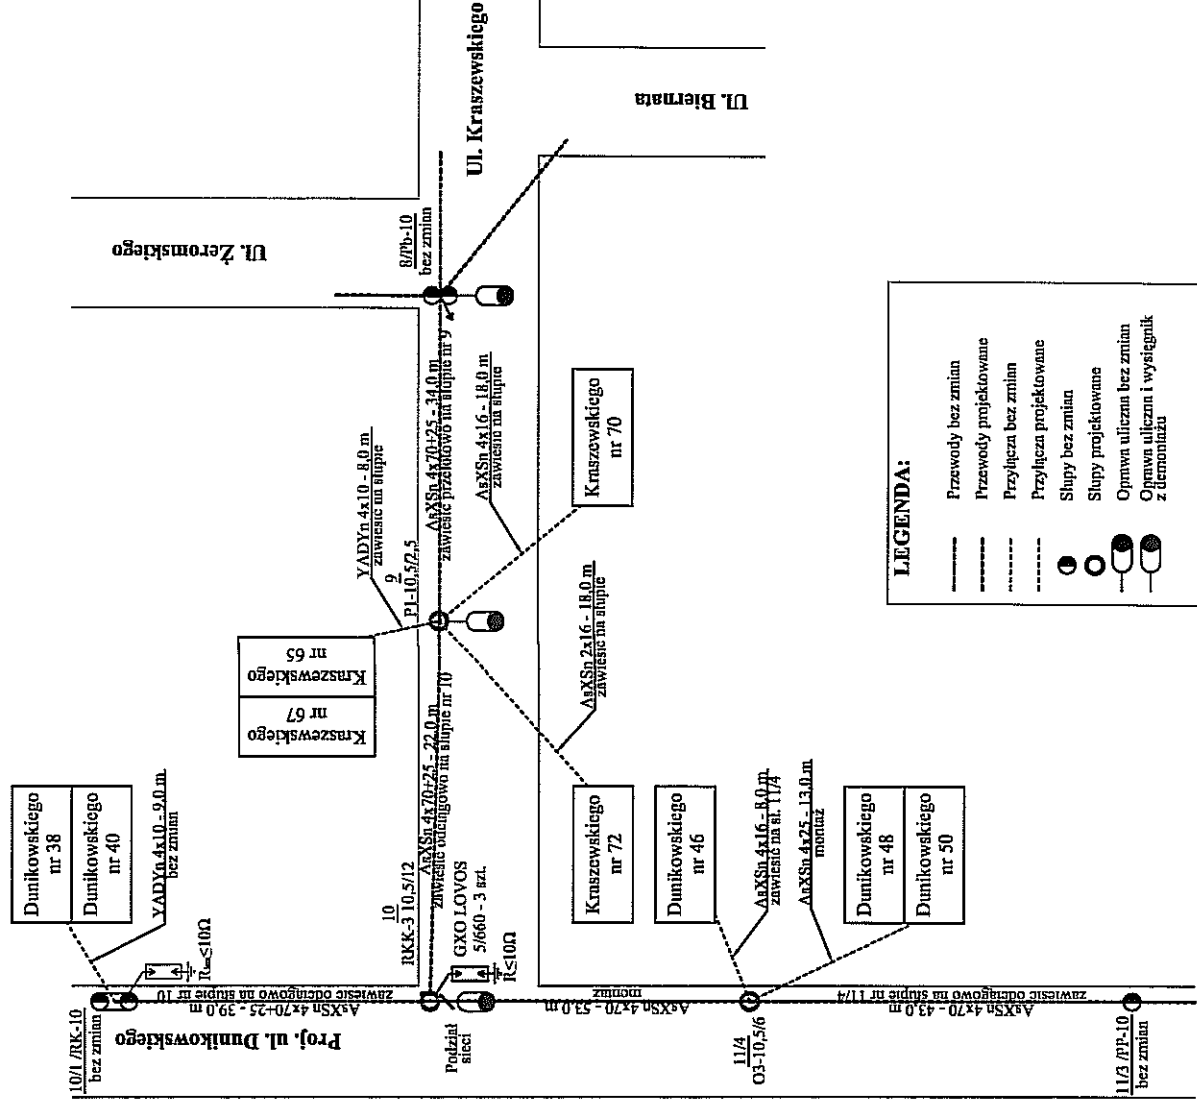 Ul. Kraszewskiego
Ul. Biernata
Ul. Żeromskiego
8/Pb-10
bez zmian
AsXSn 4x70+25 - 34,0 m
zawiesić przelotowo na słupie nr 9
AsXSn 4x16 - 18,0 m
zawiesić na słupie
YADYn 4x10 - 8,0 m
zawiesić na słupie
9
P1-10,5/2,5
Kraszewskiego
nr 70
Kraszewskiego
nr 65
Kraszewskiego
nr 67
AsXSn 2x16 - 18,0 m
zawiesić na słupie
AsXSn 4x70+25 - 22,0 m
zawiesić odciągowo na słupie nr 10
Kraszewskiego
nr 72
Dunikowskiego
nr 38
Dunikowskiego
nr 40
YADYn 4x10 - 9,0 m
bez zmian
10
RKK-3 10,5/12
GXO LOVOS
5/660 - 3 szt.
R≤10Ω
≤10Ω
AsXSn 4x70+25 - 39,0 m
zawiesić odciągowo na słupie nr 10
10/1 /RK-10
bez zmian
Proj. ul. Dunikowskiego
Podział
sieci
AsXSn 4x70 - 53,0 m
montaż
Dunikowskiego
nr 46
AsXSn 4x16 - 8,0 m
zawiesić na sł. 11/4
AsXSn 4x25 - 13,0 m
montaż
Dunikowskiego
nr 48
Dunikowskiego
nr 50
11/4
O3-10,5/6
AsXSn 4x70 - 43,0 m
zawiesić odciągowo na słupie nr 11/4
11/3 /PP-10
bez zmian
LEGENDA:
Przewody bez zmian
Przewody projektowane
Przyłącza bez zmian
Przyłącza projektowane
Słupy bez zmian
Słupy projektowane
Oprawa uliczna bez zmian
Oprawa uliczna i wysięgnik
z demontażu